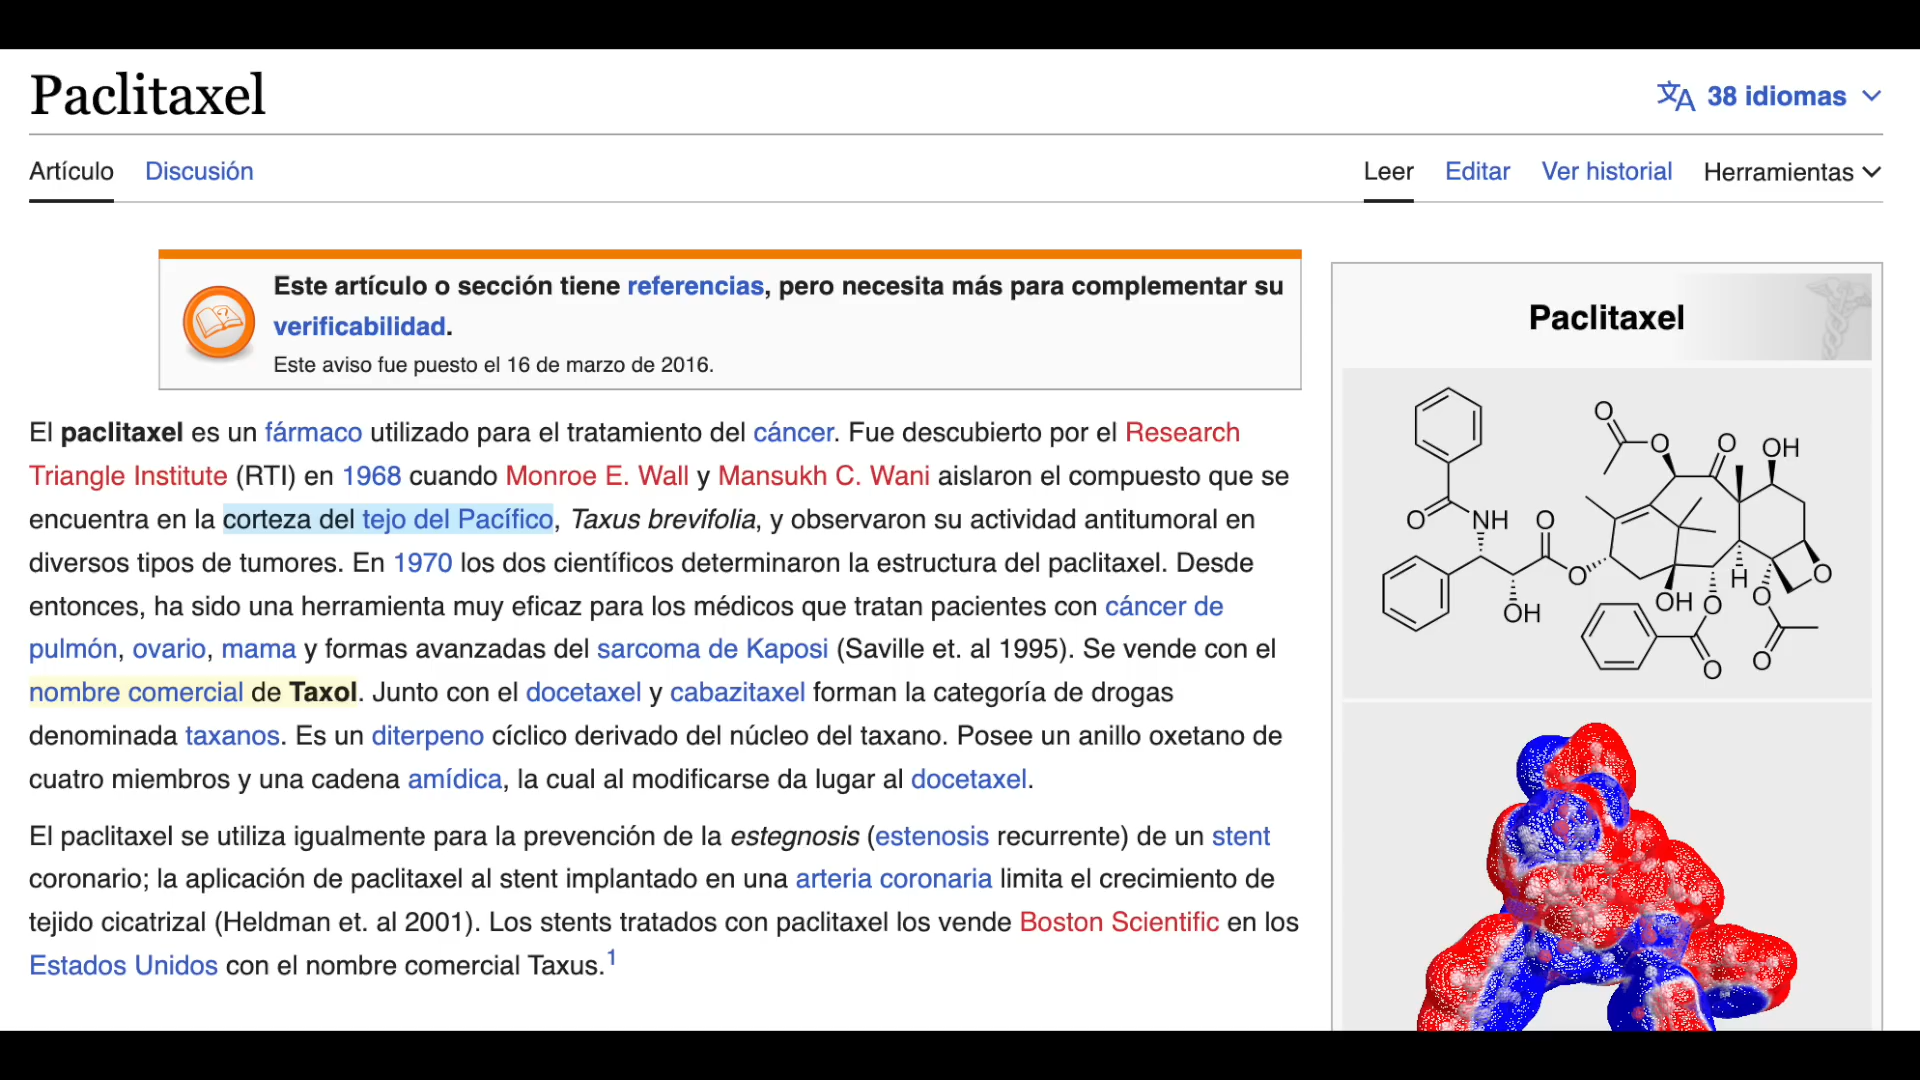 Paclitaxel
38 idiomas
Artículo Discusión
Leer Editar Ver historial Herramientas
Este artículo o sección tiene referencias, pero necesita más para complementar su
verificabilidad.
Este aviso fue puesto el 16 de marzo de 2016.
El paclitaxel es un fármaco utilizado para el tratamiento del cáncer. Fue descubierto por el Research
Triangle Institute (RTI) en 1968 cuando Monroe E. Wall y Mansukh C. Wani aislaron el compuesto que se
encuentra en la corteza del tejo del Pacífico, Taxus brevifolia, y observaron su actividad antitumoral en
diversos tipos de tumores. En 1970 los dos científicos determinaron la estructura del paclitaxel. Desde
entonces, ha sido una herramienta muy eficaz para los médicos que tratan pacientes con cáncer de
pulmón, ovario, mama y formas avanzadas del sarcoma de Kaposi (Saville et. al 1995). Se vende con el
nombre comercial de Taxol. Junto con el docetaxel y cabazitaxel forman la categoría de drogas
denominada taxanos. Es un diterpeno cíclico derivado del núcleo del taxano. Posee un anillo oxetano de
cuatro miembros y una cadena amídica, la cual al modificarse da lugar al docetaxel.
El paclitaxel se utiliza igualmente para la prevención de la estegnosis (estenosis recurrente) de un stent
coronario; la aplicación de paclitaxel al stent implantado en una arteria coronaria limita el crecimiento de
tejido cicatrizal (Heldman et. al 2001). Los stents tratados con paclitaxel los vende Boston Scientific en los
Estados Unidos con el nombre comercial Taxus.1
Paclitaxel
O
O O OH
O NH O
O H O
OH OH O O
O O